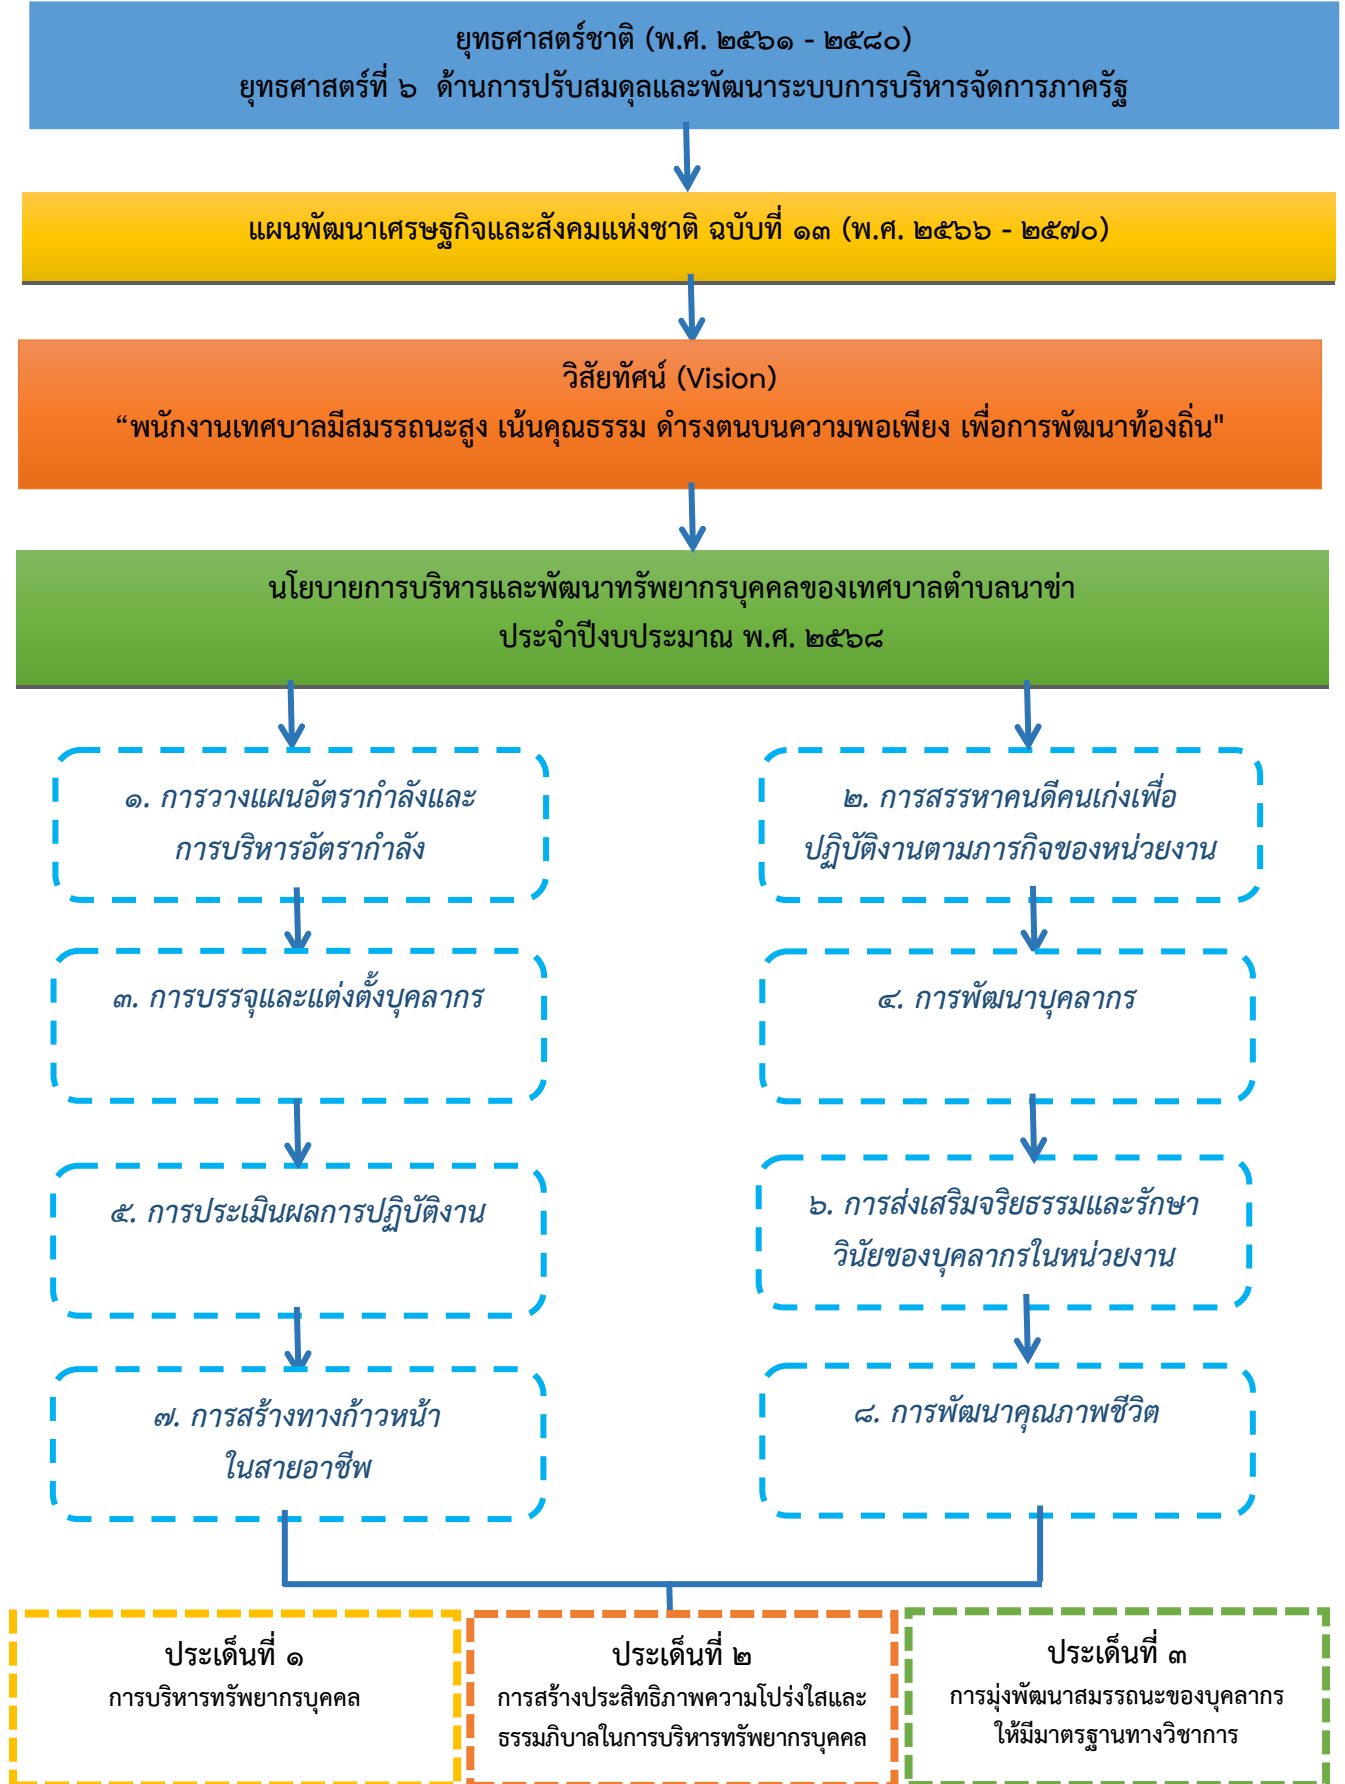 ยุทธศาสตร์ชาติ (พ.ศ. ๒๕๖๑ - ๒๕๘๐)
ยุทธศาสตร์ที่ ๖ ด้านการปรับสมดุลและพัฒนาระบบการบริหารจัดการภาครัฐ
แผนพัฒนาเศรษฐกิจและสังคมแห่งชาติ ฉบับที่ ๑๓ (พ.ศ. ๒๕๖๖ - ๒๕๗๐)
วิสัยทัศน์ (Vision)
“พนักงานเทศบาลมีสมรรถนะสูง เน้นคุณธรรม ดำรงตนบนความพอเพียง เพื่อการพัฒนาท้องถิ่น"
นโยบายการบริหารและพัฒนาทรัพยากรบุคคลของเทศบาลตำบลนาข่า
ประจำปีงบประมาณ พ.ศ. ๒๕๖๘
๑. การวางแผนอัตรากำลังและ
การบริหารอัตรากำลัง
๒. การสรรหาคนดีคนเก่งเพื่อ
ปฏิบัติงานตามภารกิจของหน่วยงาน
๓. การบรรจุและแต่งตั้งบุคลากร
๔. การพัฒนาบุคลากร
๕. การประเมินผลการปฏิบัติงาน
๖. การส่งเสริมจริยธรรมและรักษา
วินัยของบุคลากรในหน่วยงาน
๗. การสร้างทางก้าวหน้า
ในสายอาชีพ
๘. การพัฒนาคุณภาพชีวิต
ประเด็นที่ ๑
การบริหารทรัพยากรบุคคล
ประเด็นที่ ๒
การสร้างประสิทธิภาพความโปร่งใสและ
ธรรมภิบาลในการบริหารทรัพยากรบุคคล
ประเด็นที่ ๓
การมุ่งพัฒนาสมรรถนะของบุคลากร
ให้มีมาตรฐานทางวิชาการ